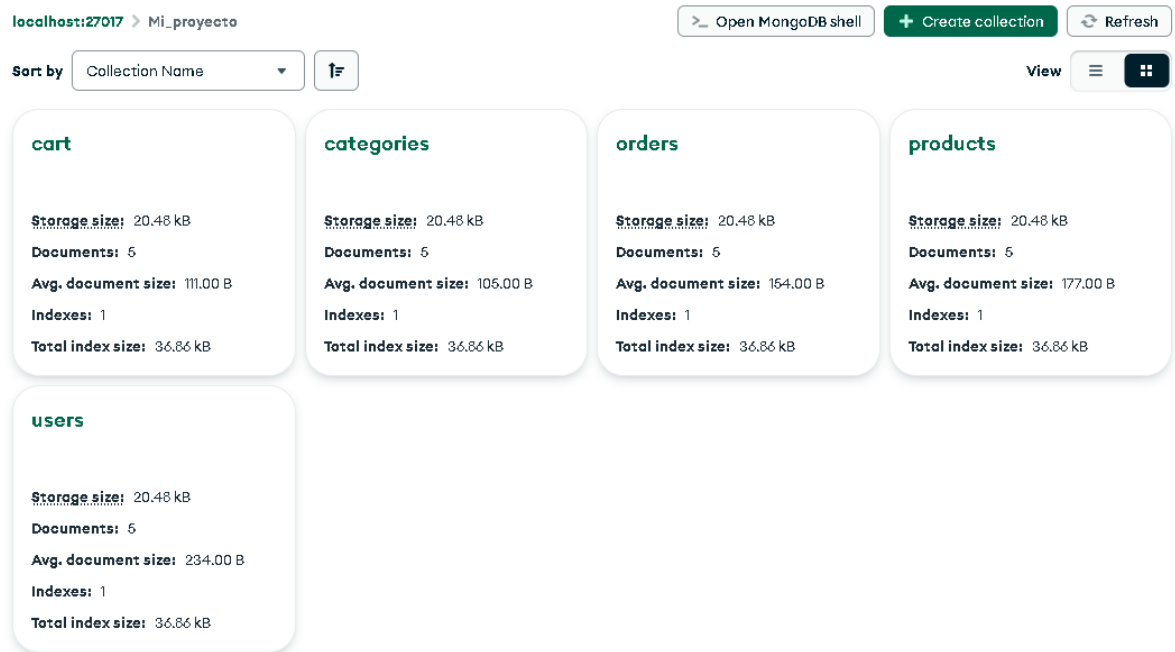 localhost:27017 > Mi_proyecto
>_ Open MongoDB shell
+ Create collection
Refresh
Sort by
Collection Name
View
cart
Storage size: 20.48 kB
Documents: 5
Avg. document size: 111.00 B
Indexes: 1
Total index size: 36.86 kB
categories
Storage size: 20.48 kB
Documents: 5
Avg. document size: 105.00 B
Indexes: 1
Total index size: 36.86 kB
orders
Storage size: 20.48 kB
Documents: 5
Avg. document size: 154.00 B
Indexes: 1
Total index size: 36.86 kB
products
Storage size: 20.48 kB
Documents: 5
Avg. document size: 177.00 B
Indexes: 1
Total index size: 36.86 kB
users
Storage size: 20.48 kB
Documents: 5
Avg. document size: 234.00 B
Indexes: 1
Total index size: 36.86 kB